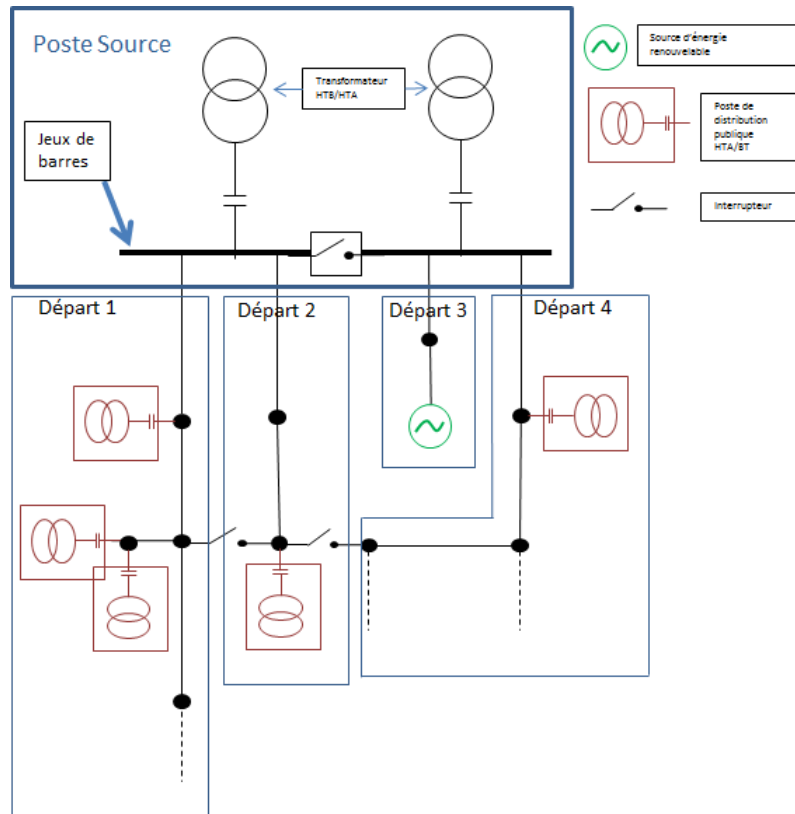 Poste Source
Transformateur
HTB/HTA
Jeux de
barres
Source d'énergie
renouvelable
Poste de
distribution
publique
HTA/BT
Interrupteur
Départ 1
Départ 2
Départ 3
Départ 4